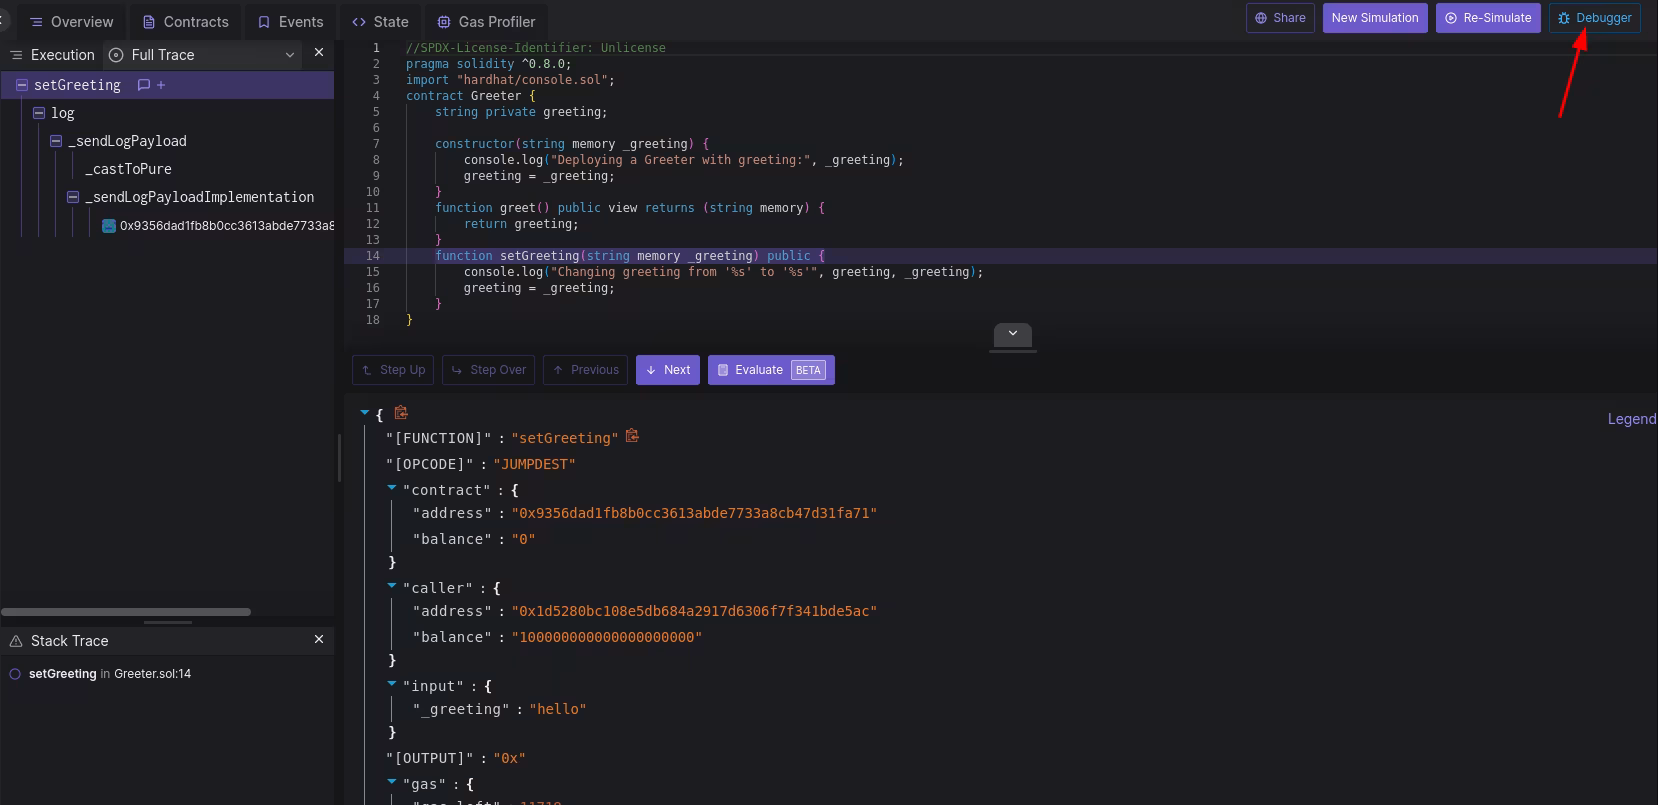 Overview Contracts Events State Gas Profiler Share New Simulation Re-Simulate Debugger
Execution Full Trace
setGreeting
log
_sendLogPayload
_castToPure
_sendLogPayloadImplementation
0x9356dad1fb8b0cc3613abde7733a8
Stack Trace
setGreeting in Greeter.sol:14
1 //SPDX-License-Identifier: Unlicense
2 pragma solidity ^0.8.0;
3 import "hardhat/console.sol";
4 contract Greeter {
5 string private greeting;
6
7 constructor(string memory _greeting) {
8 console.log("Deploying a Greeter with greeting:", _greeting);
9 greeting = _greeting;
10 }
11 function greet() public view returns (string memory) {
12 return greeting;
13 }
14 function setGreeting(string memory _greeting) public {
15 console.log("Changing greeting from '%s' to '%s'", greeting, _greeting);
16 greeting = _greeting;
17 }
18 }
Step Up Step Over Previous Next Evaluate BETA
{
Legend
"[FUNCTION]" : "setGreeting"
"[OPCODE]" : "JUMPDEST"
"contract" : {
"address" : "0x9356dad1fb8b0cc3613abde7733a8cb47d31fa71"
"balance" : "0"
}
"caller" : {
"address" : "0x1d5280bc108e5db684a2917d6306f7f341bde5ac"
"balance" : "100000000000000000000"
}
"input" : {
"_greeting" : "hello"
}
"[OUTPUT]" : "0x"
"gas" : {